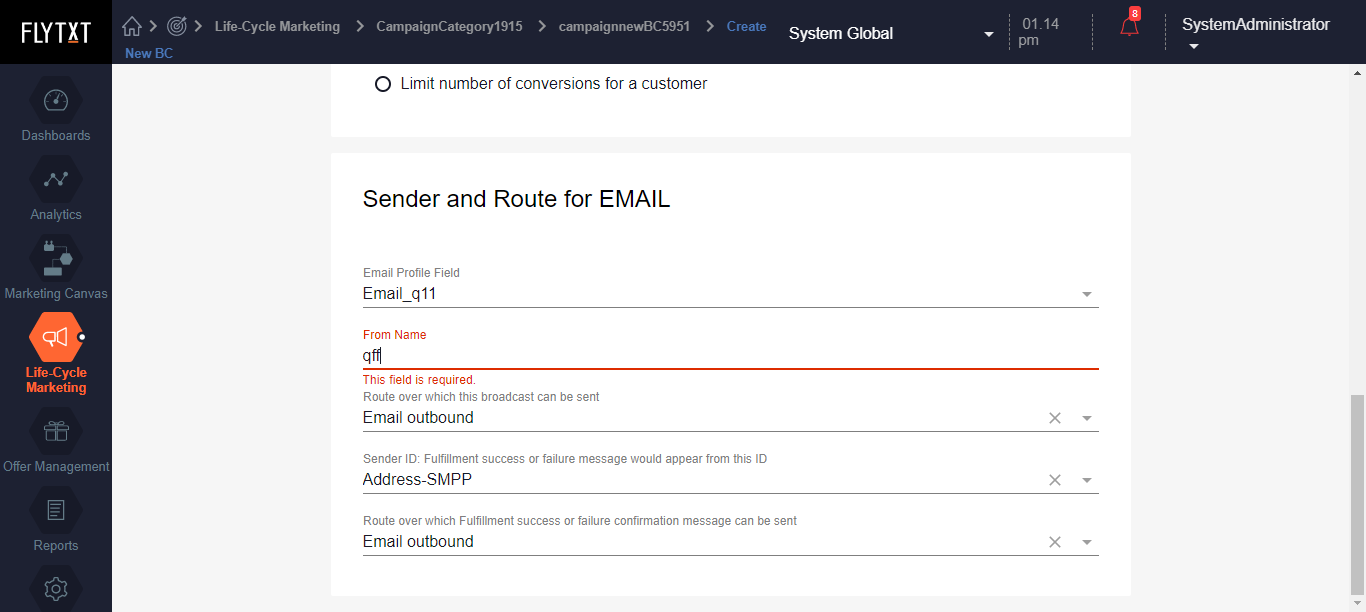 FLYTXT
Life-Cycle Marketing
CampaignCategory1915
campaignnewBC5951
Create
New BC
System Global
01.14
pm
8
SystemAdministrator
Dashboards
Analytics
Marketing Canvas
Life-Cycle
Marketing
Offer Management
Reports
Limit number of conversions for a customer
Sender and Route for EMAIL
Email Profile Field
Email_q11
From Name
qff
This field is required.
Route over which this broadcast can be sent
Email outbound
Sender ID: Fulfillment success or failure message would appear from this ID
Address-SMPP
Route over which Fulfillment success or failure confirmation message can be sent
Email outbound